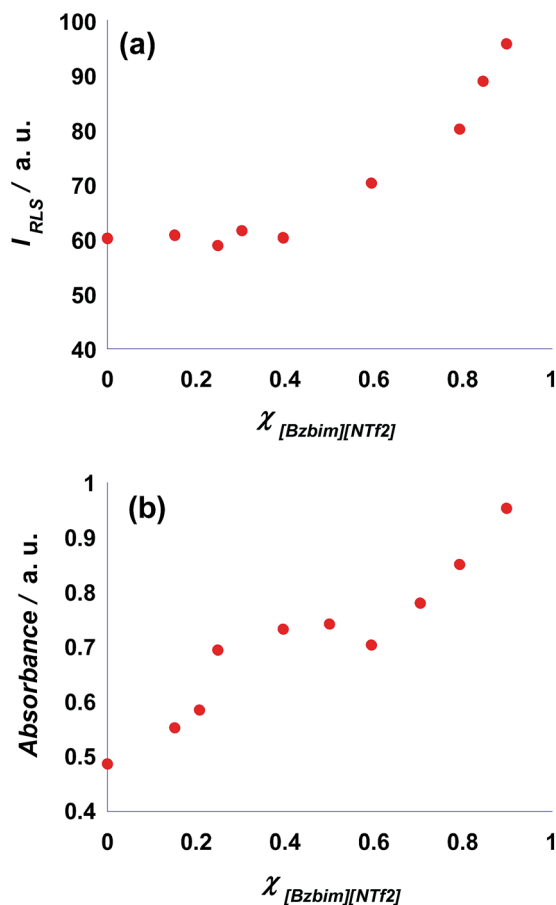 (a)
I RLS / a. u.
100
90
80
70
60
50
40
0 0.2 0.4 0.6 0.8 1
χ [Bzbim][NTf2]
(b)
Absorbance / a. u.
1
0.9
0.8
0.7
0.6
0.5
0.4
0 0.2 0.4 0.6 0.8 1
χ [Bzbim][NTf2]